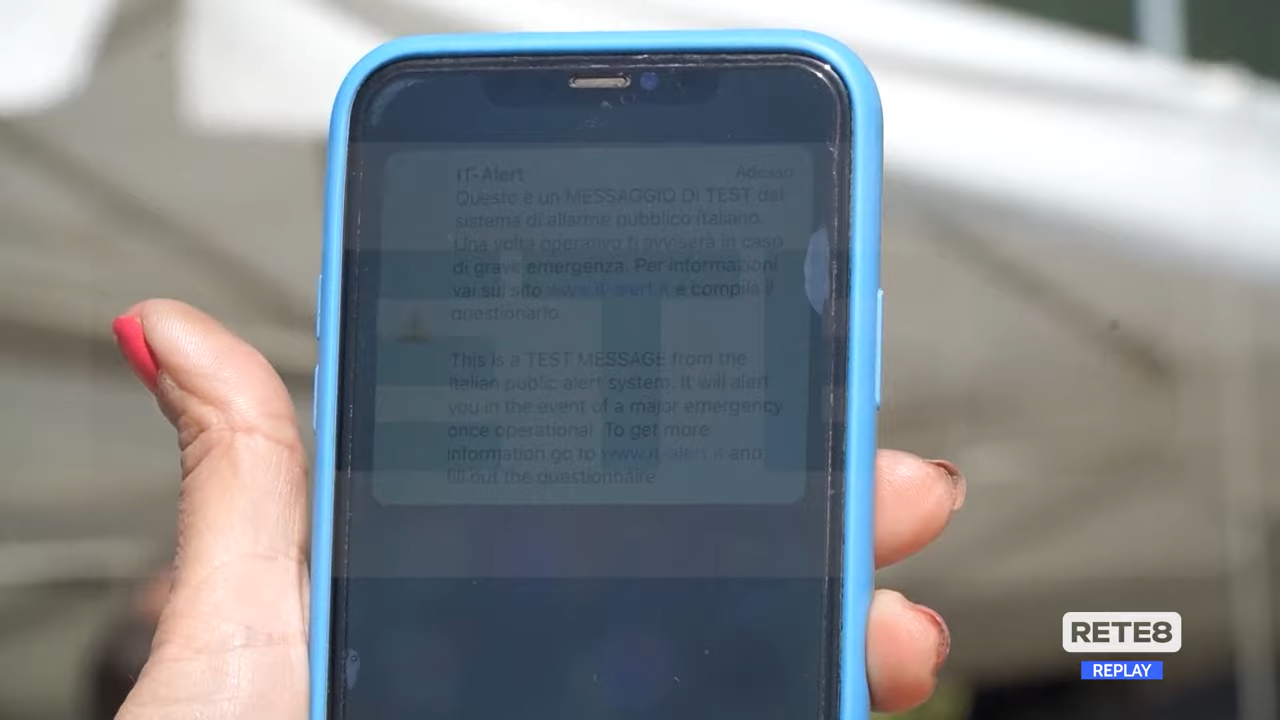 IT-Alert Adesso
Questo è un MESSAGGIO DI TEST del
sistema di allarme pubblico italiano.
Una volta operativo ti avviserà in caso
di grave emergenza. Per informazioni
vai sul sito www.it-alert.it e compila il
questionario.
This is a TEST MESSAGE from the
Italian public alert system. It will alert
you in the event of a major emergency
once operational. To get more
information go to www.it-alert.it and
fill out the questionnaire
RETE8
REPLAY